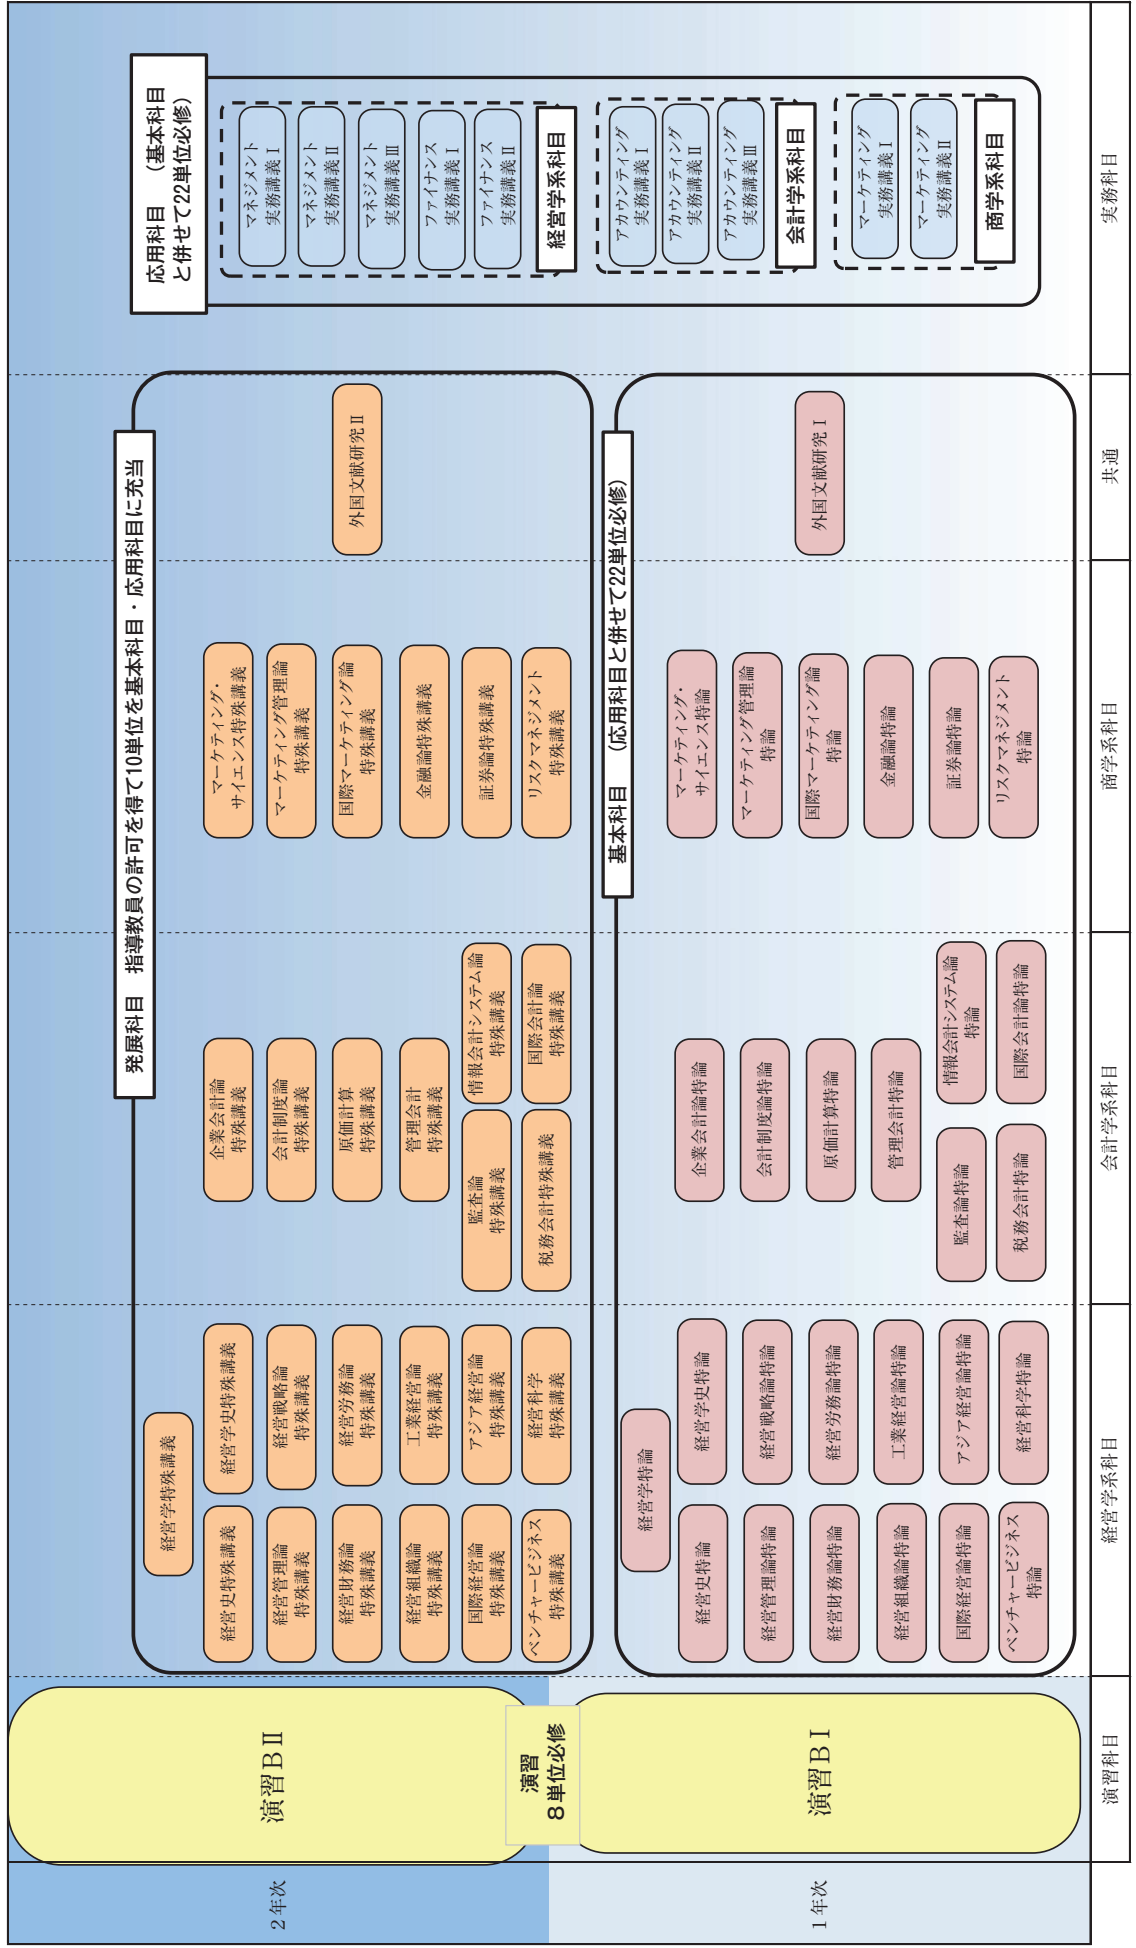 2年次
演習BⅡ
演習
8単位必修
1年次
演習BⅠ
発展科目　指導教員の許可を得て10単位を基本科目・応用科目に充当
経営学特殊講義
経営史特殊講義
経営学史特殊講義
経営管理論
特殊講義
経営戦略論
特殊講義
経営財務論
特殊講義
経営労務論
特殊講義
経営組織論
特殊講義
工業経営論
特殊講義
国際経営論
特殊講義
アジア経営論
特殊講義
ベンチャービジネス
特殊講義
経営科学
特殊講義
企業会計論
特殊講義
会計制度論
特殊講義
原価計算
特殊講義
管理会計
特殊講義
監査論
特殊講義
情報会計システム論
特殊講義
税務会計特殊講義
国際会計論
特殊講義
マーケティング・
サイエンス特殊講義
マーケティング管理論
特殊講義
国際マーケティング論
特殊講義
金融論特殊講義
証券論特殊講義
リスクマネジメント
特殊講義
外国文献研究Ⅱ
基本科目　（応用科目と併せて22単位必修）
経営学特論
経営史特論
経営学史特論
経営管理論特論
経営戦略論特論
経営財務論特論
経営労務論特論
経営組織論特論
工業経営論特論
国際経営論特論
アジア経営論特論
ベンチャービジネス
特論
経営科学特論
企業会計論特論
会計制度論特論
原価計算特論
管理会計特論
監査論特論
情報会計システム論
特論
税務会計特論
国際会計論特論
マーケティング・
サイエンス特論
マーケティング管理論
特論
国際マーケティング論
特論
金融論特論
証券論特論
リスクマネジメント
特論
外国文献研究Ⅰ
応用科目　（基本科目
と併せて22単位必修）
マネジメント
実務講義Ⅰ
マネジメント
実務講義Ⅱ
マネジメント
実務講義Ⅲ
ファイナンス
実務講義Ⅰ
ファイナンス
実務講義Ⅱ
経営学系科目
アカウンティング
実務講義Ⅰ
アカウンティング
実務講義Ⅱ
アカウンティング
実務講義Ⅲ
会計学系科目
マーケティング
実務講義Ⅰ
マーケティング
実務講義Ⅱ
商学系科目
演習科目
経営学系科目
会計学系科目
商学系科目
共通
実務科目